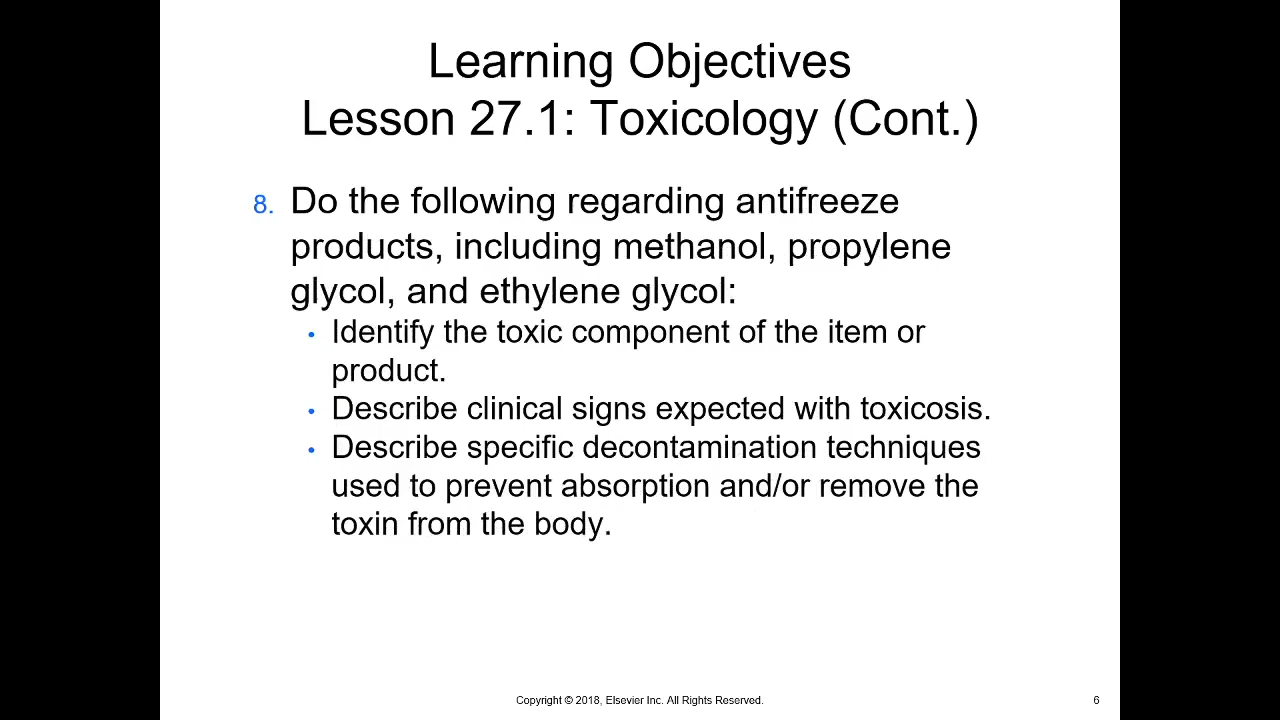 Learning Objectives
Lesson 27.1: Toxicology (Cont.)
8. Do the following regarding antifreeze
products, including methanol, propylene
glycol, and ethylene glycol:
• Identify the toxic component of the item or
product.
• Describe clinical signs expected with toxicosis.
• Describe specific decontamination techniques
used to prevent absorption and/or remove the
toxin from the body.
Copyright © 2018, Elsevier Inc. All Rights Reserved.
6